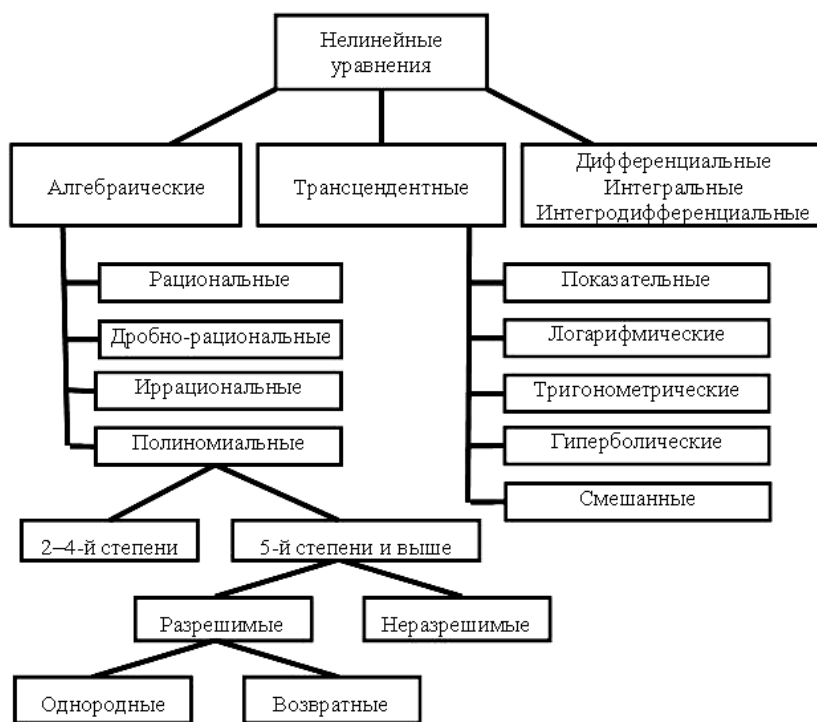 Нелинейные
уравнения
Алгебраические
Трансцендентные
Дифференциальные
Интегральные
Интегродифференциальные
Рациональные
Дробно-рациональные
Иррациональные
Полиномиальные
Показательные
Логарифмические
Тригонометрические
Гиперболические
Смешанные
2–4-й степени
5-й степени и выше
Разрешимые
Неразрешимые
Однородные
Возвратные